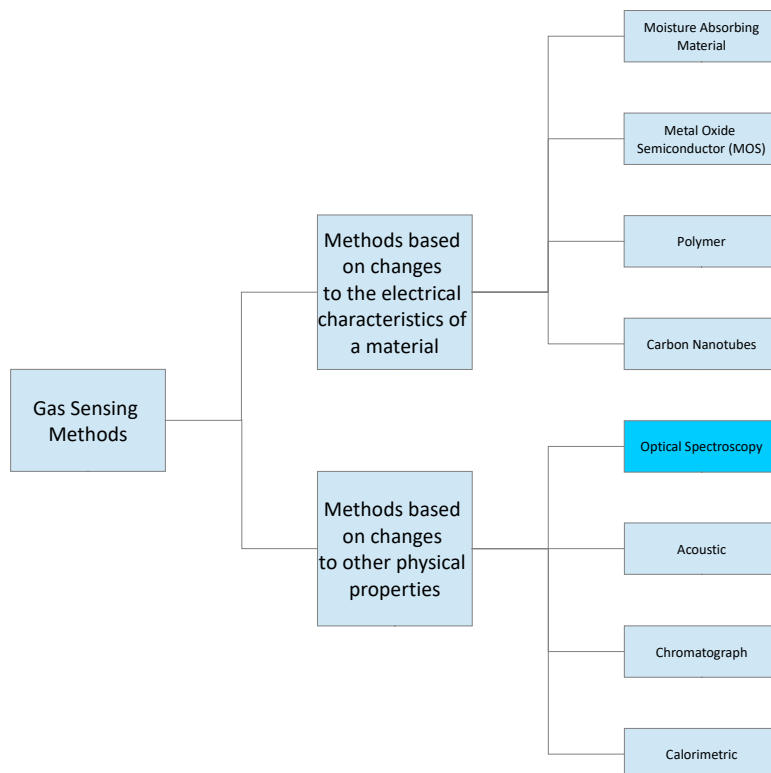 Moisture Absorbing
Material
Metal Oxide
Semiconductor (MOS)
Methods based
on changes
to the electrical
characteristics of
a material
Polymer
Carbon Nanotubes
Gas Sensing
Methods
Optical Spectroscopy
Methods based
on changes
to other physical
properties
Acoustic
Chromatograph
Calorimetric